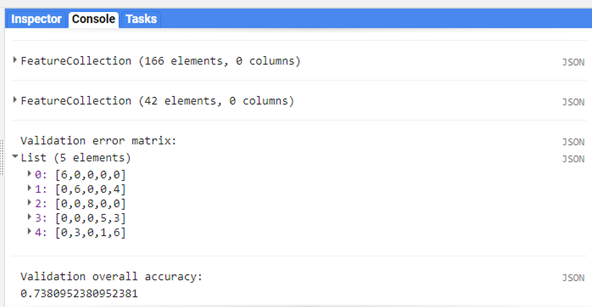 Inspector Console Tasks
FeatureCollection (166 elements, 0 columns) JSON
FeatureCollection (42 elements, 0 columns) JSON
Validation error matrix: JSON
List (5 elements) JSON
0: [6,0,0,0,0]
1: [0,6,0,0,4]
2: [0,0,8,0,0]
3: [0,0,0,5,3]
4: [0,3,0,1,6]
Validation overall accuracy: JSON
0.7380952380952381